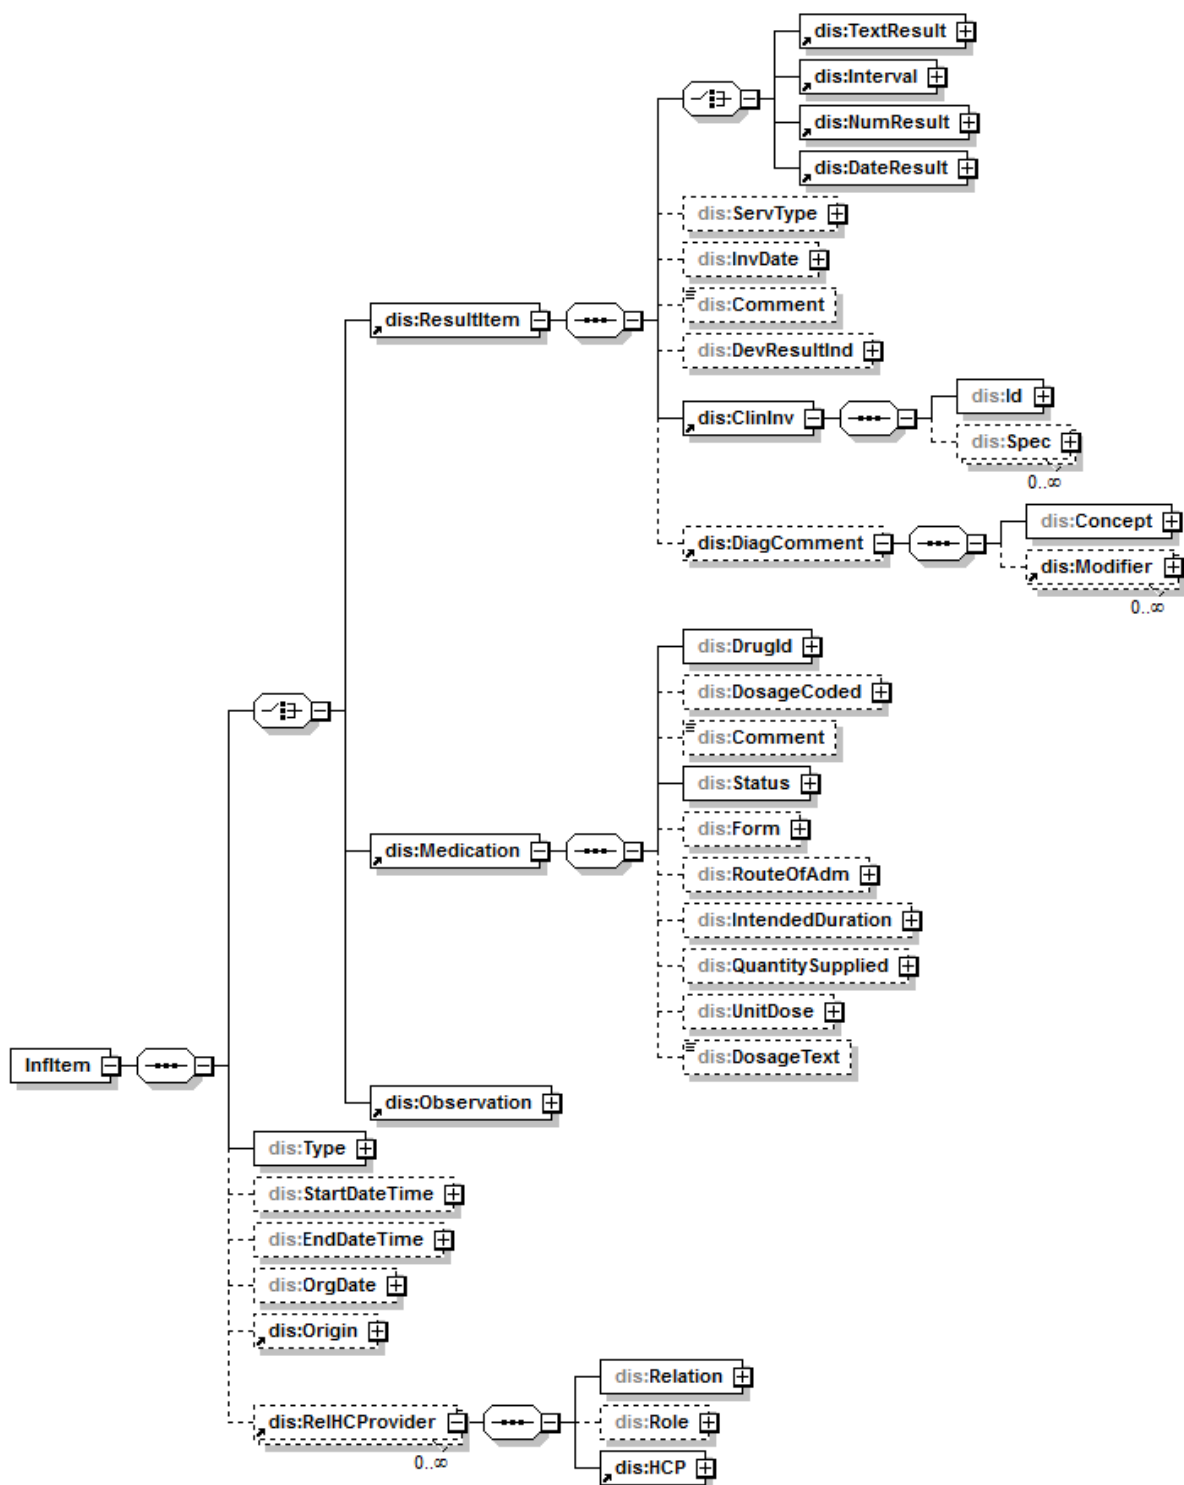 dis:TextResult
dis:Interval
dis:NumResult
dis:DateResult
dis:ServType
dis:InvDate
dis:Comment
dis:ResultItem
dis:DevResultInd
dis:ClinInv
dis:Id
dis:Spec
0..∞
dis:DiagComment
dis:Concept
dis:Modifier
0..∞
dis:DrugId
dis:DosageCoded
dis:Comment
dis:Status
dis:Form
dis:Medication
dis:RouteOfAdm
dis:IntendedDuration
dis:QuantitySupplied
dis:UnitDose
dis:DosageText
InfItem
dis:Observation
dis:Type
dis:StartDateTime
dis:EndDateTime
dis:OrgDate
dis:Origin
dis:RelHCProvider
0..∞
dis:Relation
dis:Role
dis:HCP